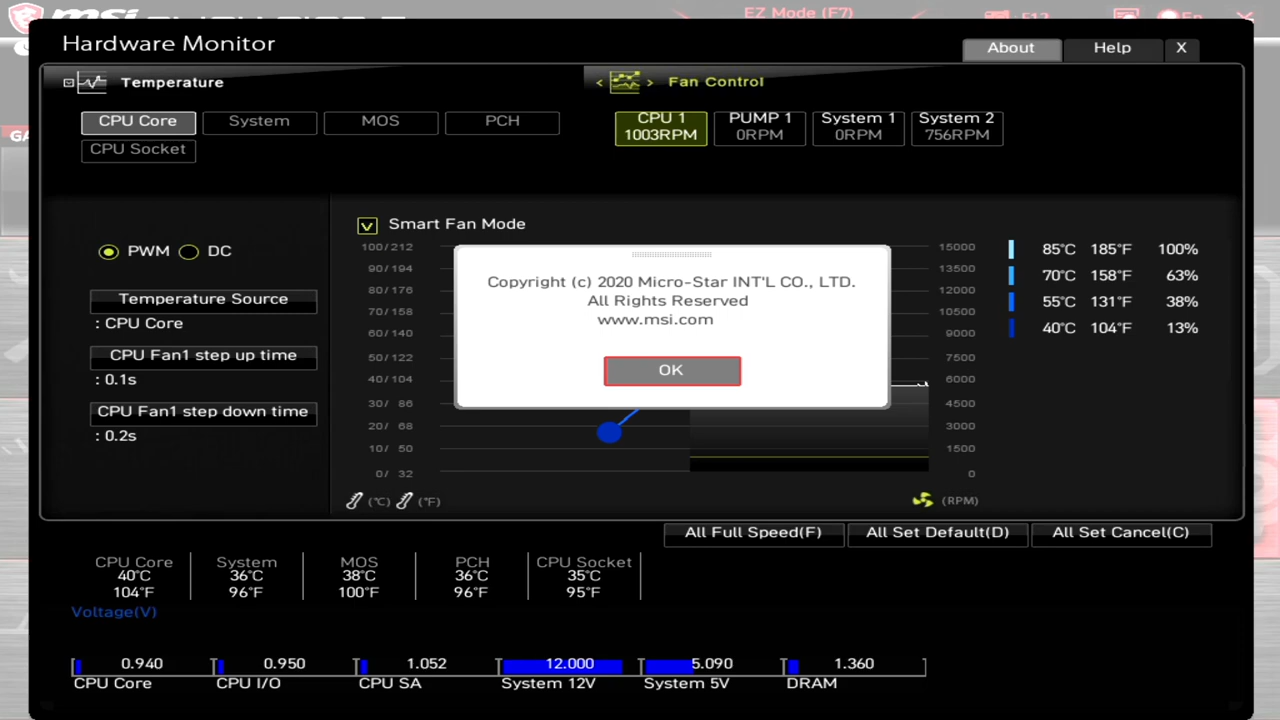 msi
EZ Mode (F7)
F12
En
Hardware Monitor
About
Help
X
Temperature
Fan Control
CPU Core
System
MOS
PCH
CPU Socket
CPU 1
1003RPM
PUMP 1
0RPM
System 1
0RPM
System 2
756RPM
PWM
DC
Temperature Source
: CPU Core
CPU Fan1 step up time
: 0.1s
CPU Fan1 step down time
: 0.2s
Smart Fan Mode
100/212
90/194
80/176
70/158
60/140
50/122
40/104
30/ 86
20/ 68
10/ 50
0/ 32
(°C)
(°F)
Copyright (c) 2020 Micro-Star INT'L CO., LTD.
All Rights Reserved
www.msi.com
OK
15000
13500
12000
10500
9000
7500
6000
4500
3000
1500
0
(RPM)
85°C 185°F 100%
70°C 158°F 63%
55°C 131°F 38%
40°C 104°F 13%
All Full Speed(F)
All Set Default(D)
All Set Cancel(C)
CPU Core
40°C
104°F
System
36°C
96°F
MOS
38°C
100°F
PCH
36°C
96°F
CPU Socket
35°C
95°F
Voltage(V)
0.940
CPU Core
0.950
CPU I/O
1.052
CPU SA
12.000
System 12V
5.090
System 5V
1.360
DRAM